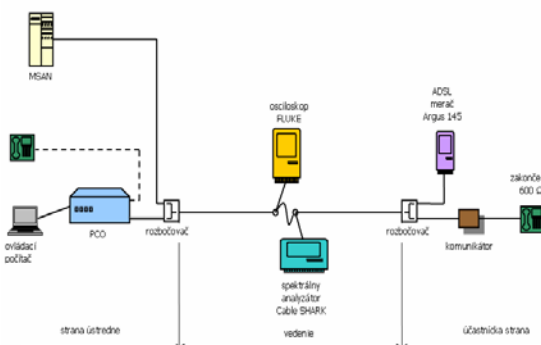 MSAN
osciloskop
FLUKE
ADSL
merač
Argus 145
zakonče
600 Ω
ovládací
počítač
PCO
rozbočovač
rozbočovač
komunikátor
spektrálny
analyzátor
Cable SHARK
strana ústredne
vedenie
účastnícka strana